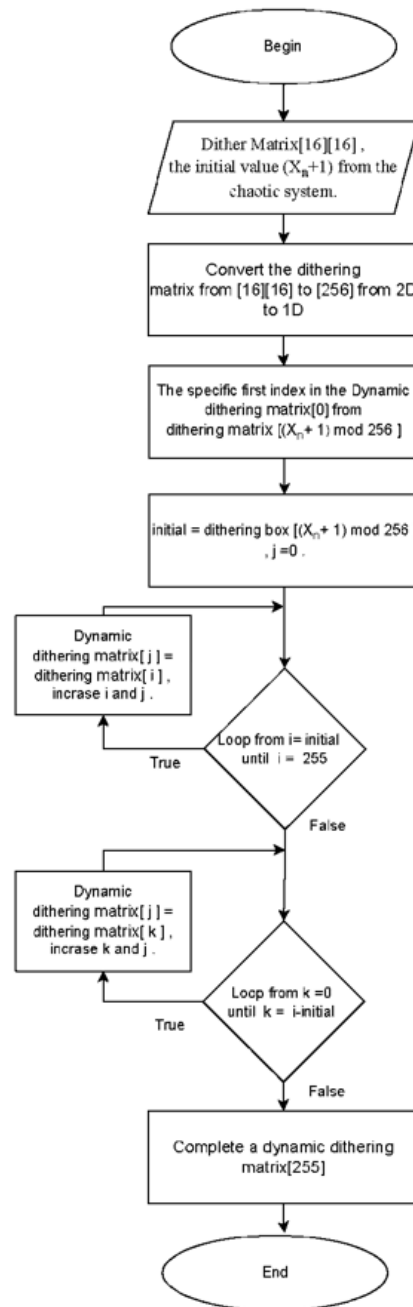 Begin
Dither Matrix[16][16] ,
the initial value (Xₙ+1) from the
chaotic system.
Convert the dithering
matrix from [16][16] to [256] from 2D
to 1D
The specific first index in the Dynamic
dithering matrix[0] from
dithering matrix [(Xₙ+ 1) mod 256 ]
initial = dithering box [(Xₙ+ 1) mod 256
, j =0 .
Dynamic
dithering matrix[ j ] =
dithering matrix[ i ] ,
incrase i and j .
Loop from i= initial
until i = 255
True
False
Dynamic
dithering matrix[ j ] =
dithering matrix[ k ] ,
incrase k and j .
Loop from k =0
until k = i-initial
True
False
Complete a dynamic dithering
matrix[255]
End